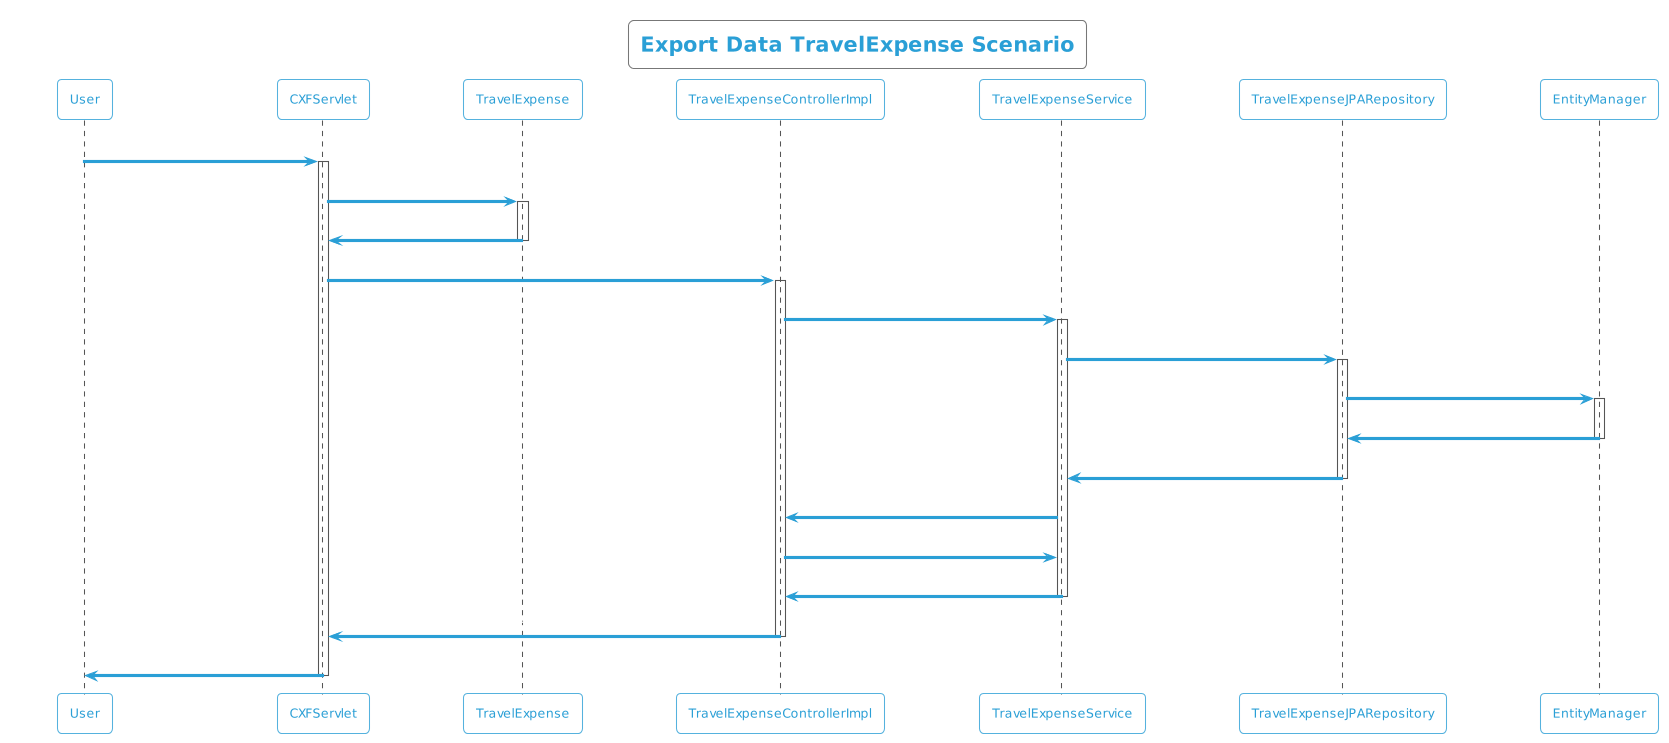 Export Data TravelExpense Scenario
User
CXFServlet
TravelExpense
TravelExpenseControllerImpl
TravelExpenseService
TravelExpenseJPARepository
EntityManager
User
CXFServlet
TravelExpense
TravelExpenseControllerImpl
TravelExpenseService
TravelExpenseJPARepository
EntityManager